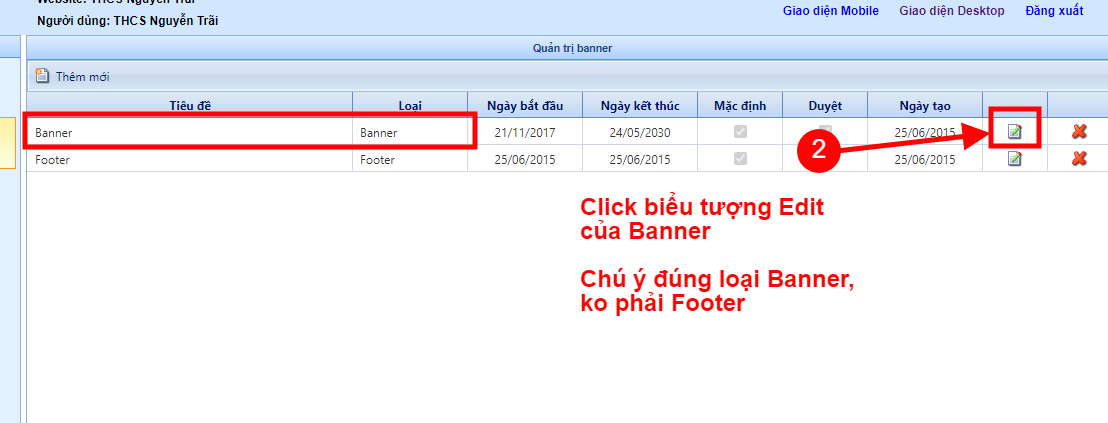 Website: THCS Nguyễn Trãi
Người dùng: THCS Nguyễn Trãi
Giao diện Mobile Giao diện Desktop Đăng xuất
Quản trị banner
Thêm mới
Tiêu đề Loại Ngày bắt đầu Ngày kết thúc Mặc định Duyệt Ngày tạo
Banner Banner 21/11/2017 24/05/2030 25/06/2015
2
Footer Footer 25/06/2015 25/06/2015 25/06/2015
Click biểu tượng Edit
của Banner
Chú ý đúng loại Banner,
ko phải Footer